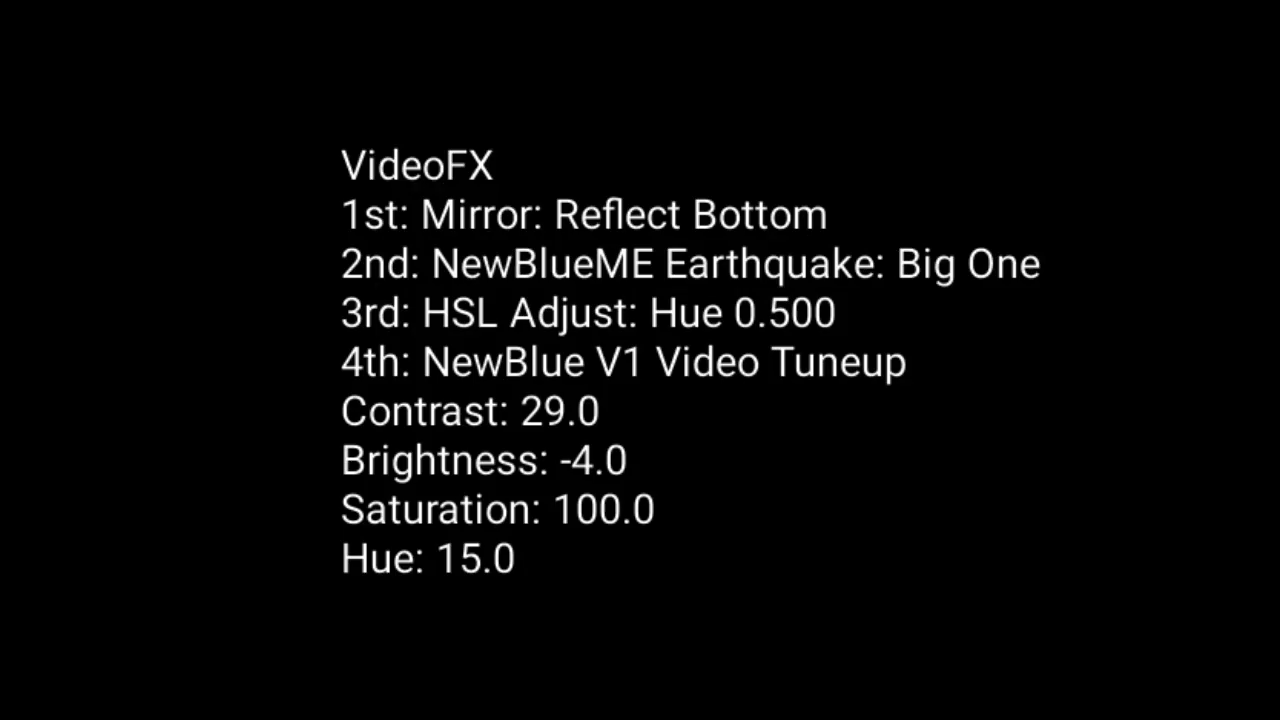 VideoFX
1st: Mirror: Reflect Bottom
2nd: NewBlueME Earthquake: Big One
3rd: HSL Adjust: Hue 0.500
4th: NewBlue V1 Video Tuneup
Contrast: 29.0
Brightness: -4.0
Saturation: 100.0
Hue: 15.0